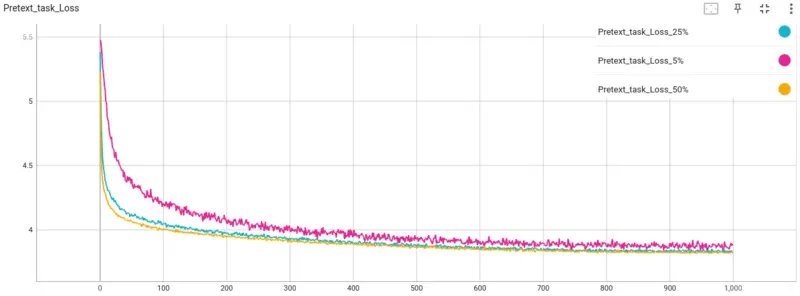 Pretext_task_Loss
Pretext_task_Loss_25%
Pretext_task_Loss_5%
Pretext_task_Loss_50%
5.5
5
4.5
4
0 100 200 300 400 500 600 700 800 900 1,000